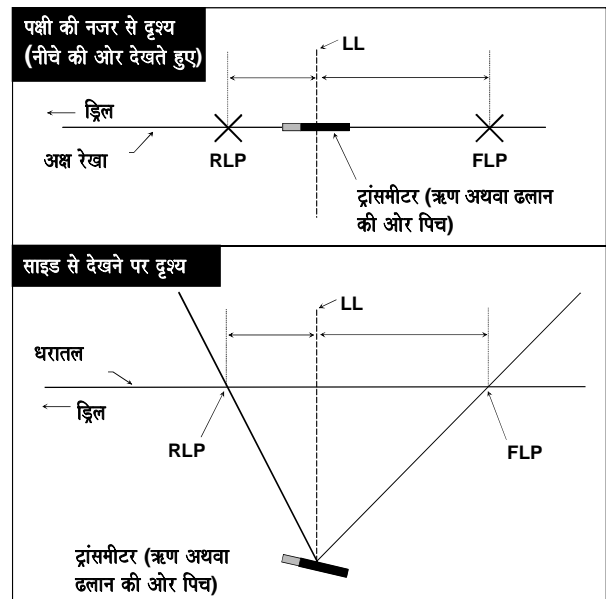 पक्षी की नजर से दृश्य
(नीचे की ओर देखते हुए)
LL
ड्रिल
अक्ष रेखा
RLP
FLP
ट्रांसमीटर (ऋण अथवा ढलान
की ओर पिच)
साइड से देखने पर दृश्य
LL
धरातल
ड्रिल
RLP
FLP
ट्रांसमीटर (ऋण अथवा
ढलान की ओर पिच)